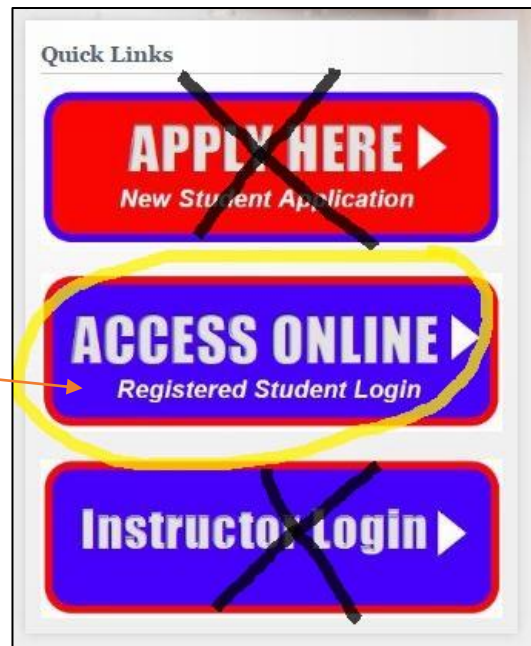 Quick Links
APPLY HERE
New Student Application
ACCESS ONLINE
Registered Student Login
Instructor Login